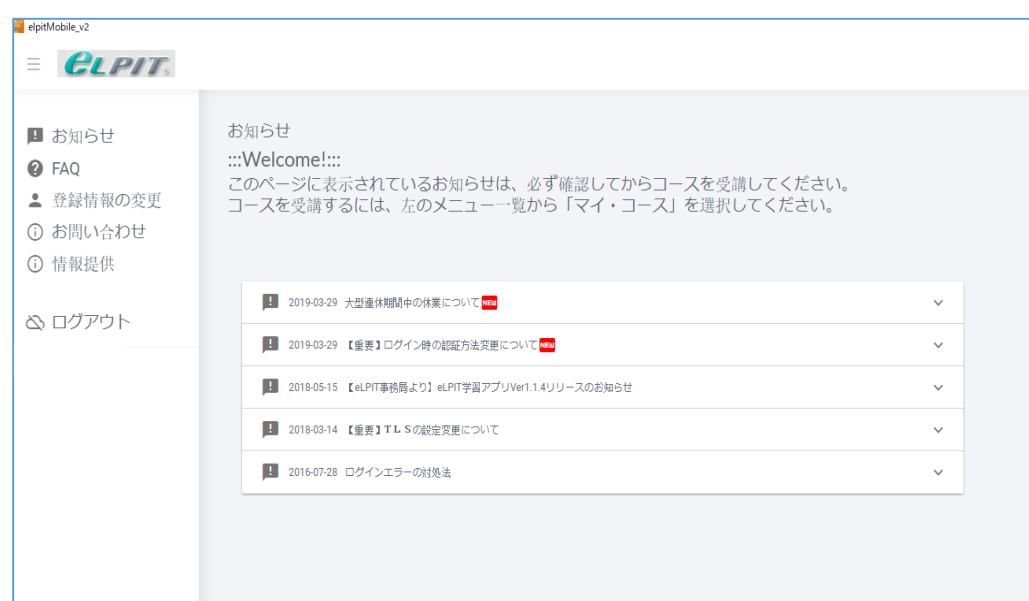 elpitMobile_v2
eLPIT
お知らせ
FAQ
登録情報の変更
お問い合わせ
情報提供
ログアウト
お知らせ
:::Welcome!:::
このページに表示されているお知らせは、必ず確認してからコースを受講してください。
コースを受講するには、左のメニュー一覧から「マイ・コース」を選択してください。
2019-03-29 大型連休期間中の休業について NEW
2019-03-29 【重要】ログイン時の認証方法変更について NEW
2018-05-15 【eLPIT事務局より】eLPIT学習アプリVer1.1.4リリースのお知らせ
2018-03-14 【重要】TLSの設定変更について
2016-07-28 ログインエラーの対処法